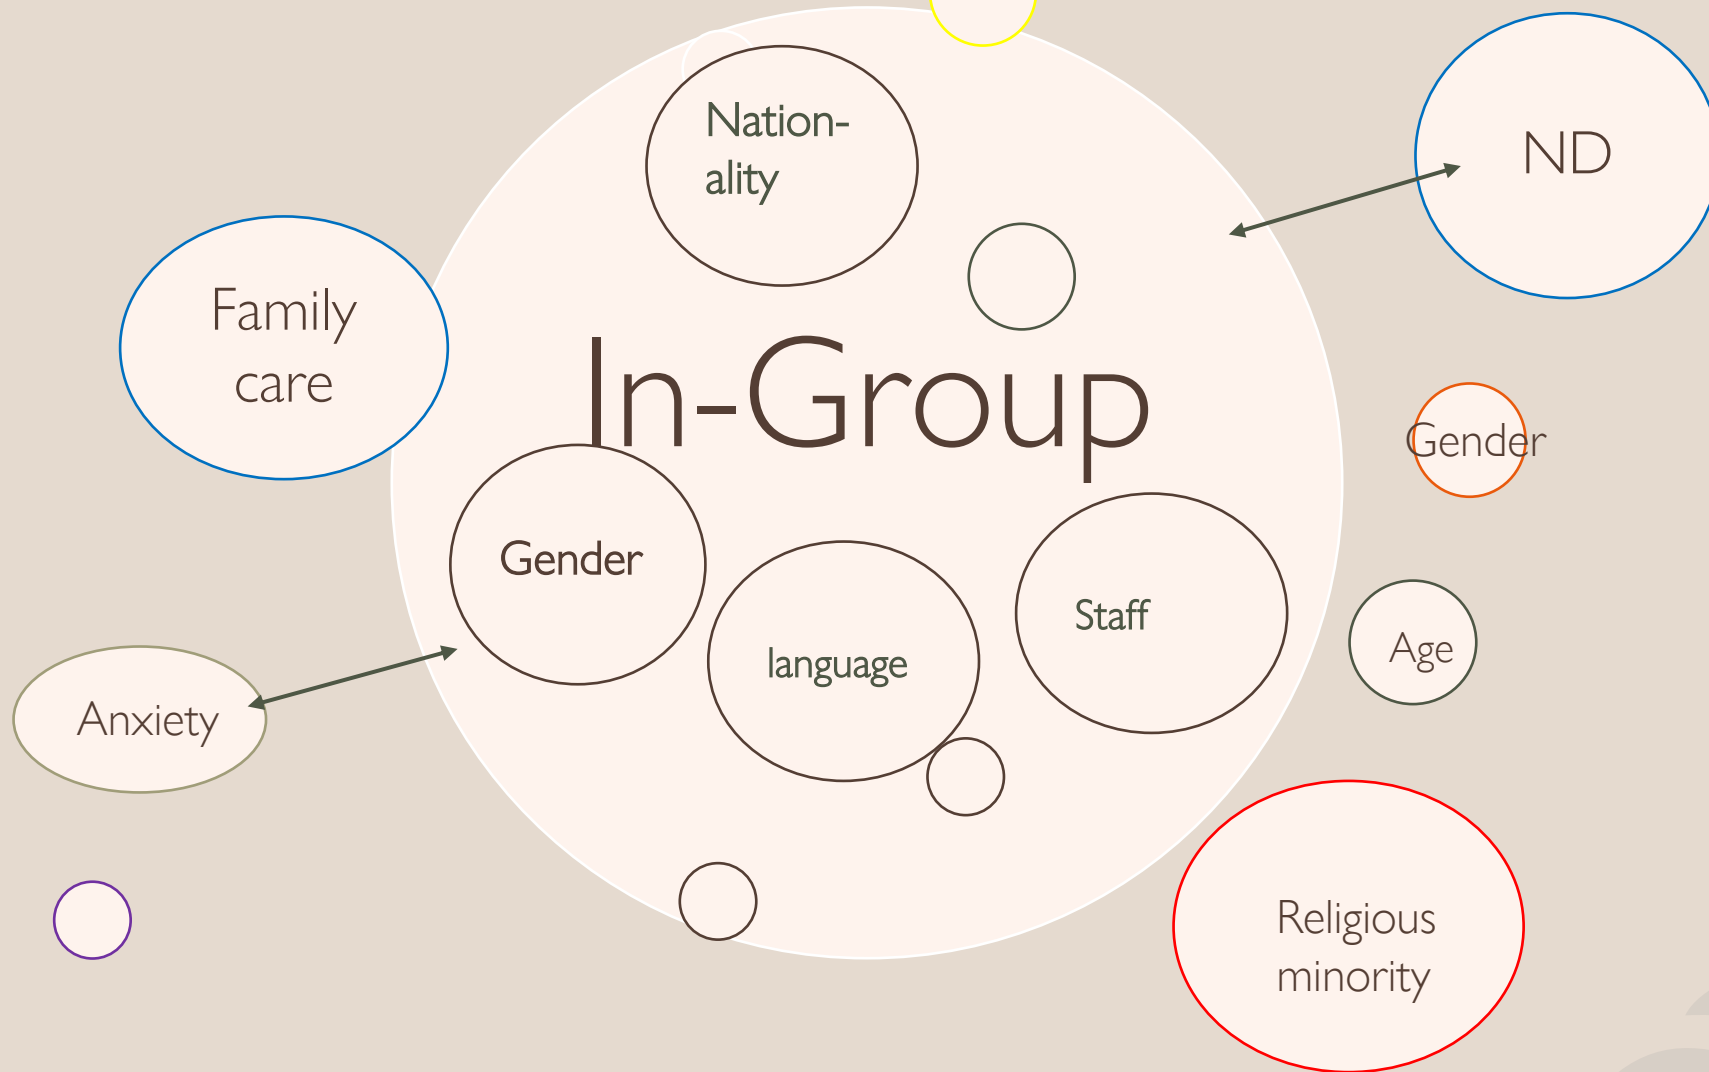 Nation-
ality
ND
Family
care
In-Group
Gender
Gender
Staff
language
Age
Anxiety
Religious
minority